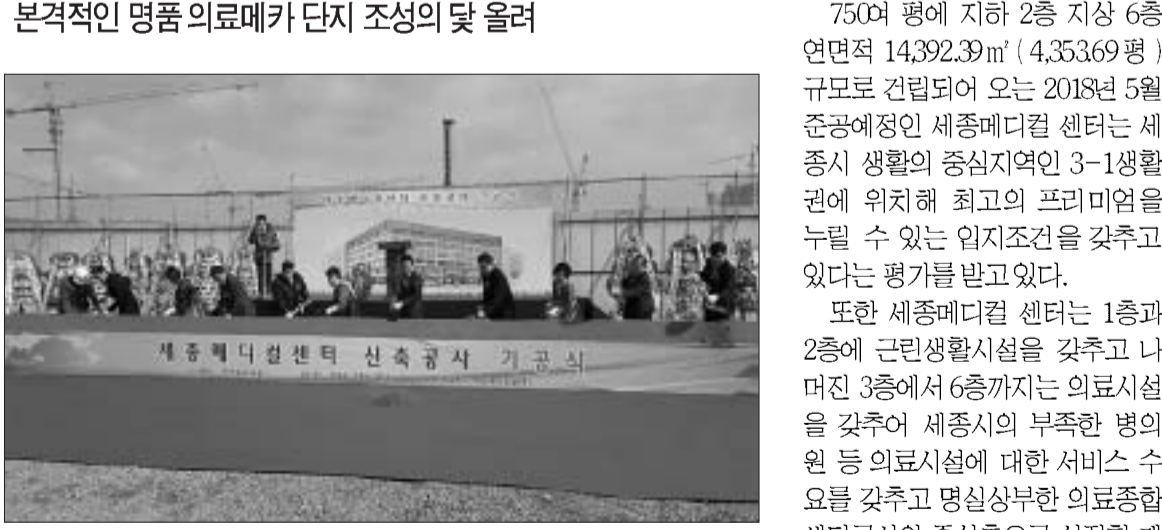 본격적인 명품 의료메카 단지 조성의 닻 올려
세종메디컬센터 신축공사 기공식
750여 평에 지하 2층 지상 6층
연면적 14,392.39㎡ ( 4,353.69평 )
규모로 건립되어 오는 2018년 5월
준공예정인 세종메디컬 센터는 세
종시 생활의 중심지역인 3-1생활
권에 위치해 최고의 프리미엄을
누릴 수 있는 입지조건을 갖추고
있다는 평가를 받고 있다.
또한 세종메디컬 센터는 1층과
2층에 근린생활시설을 갖추고 나
머진 3층에서 6층까지는 의료시설
을 갖추어 세종시의 부족한 병의
원 등 의료시설에 대한 서비스 수
요를 갖추고 명실상부한 의료종합